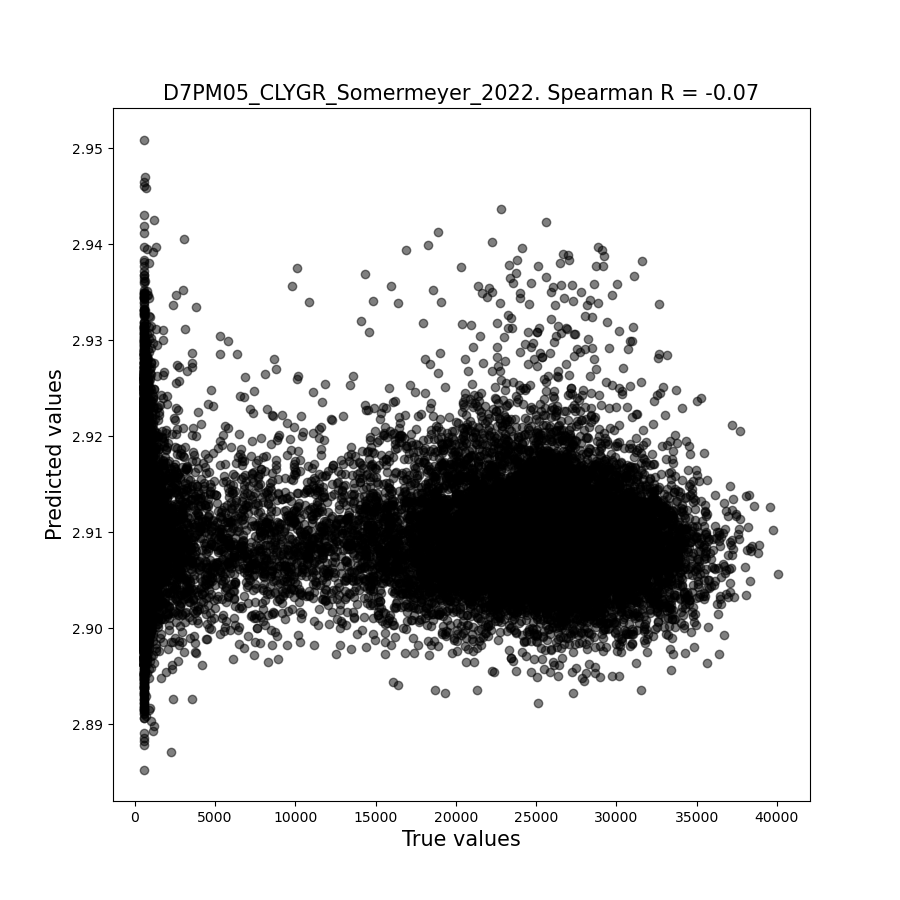 D7PM05_CLYGR_Somermeyer_2022. Spearman R = -0.07
2.95
2.94
2.93
2.92
2.91
2.90
2.89
Predicted values
0 5000 10000 15000 20000 25000 30000 35000 40000
True values